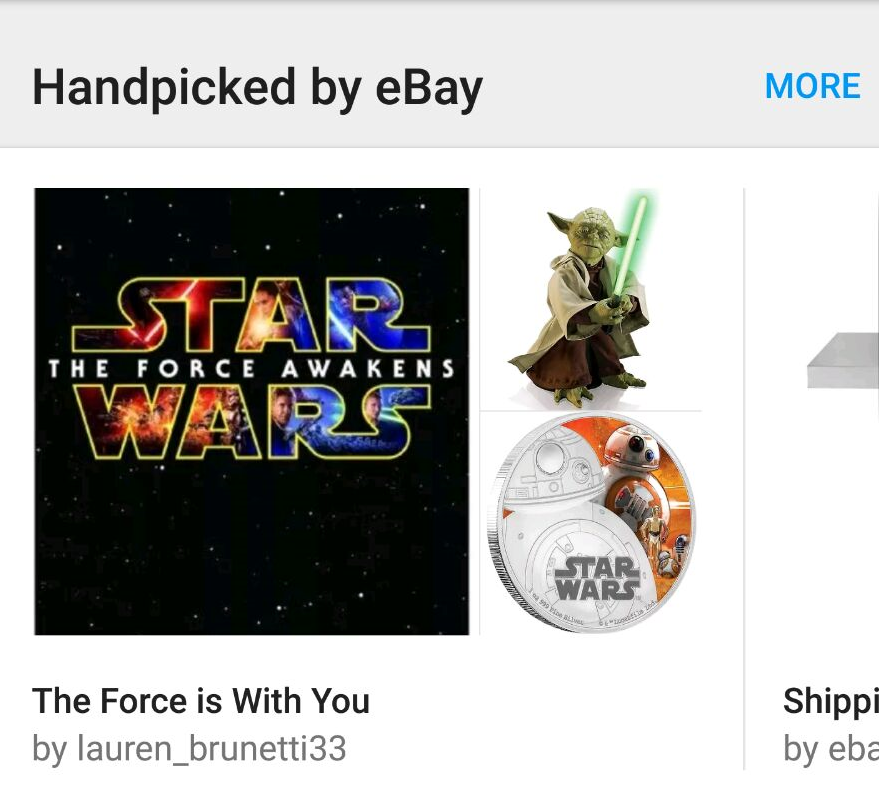 Handpicked by eBay
MORE
STAR
THE FORCE AWAKENS
WARS
STAR
WARS
The Force is With You
by lauren_brunetti33
Shippi
by eba